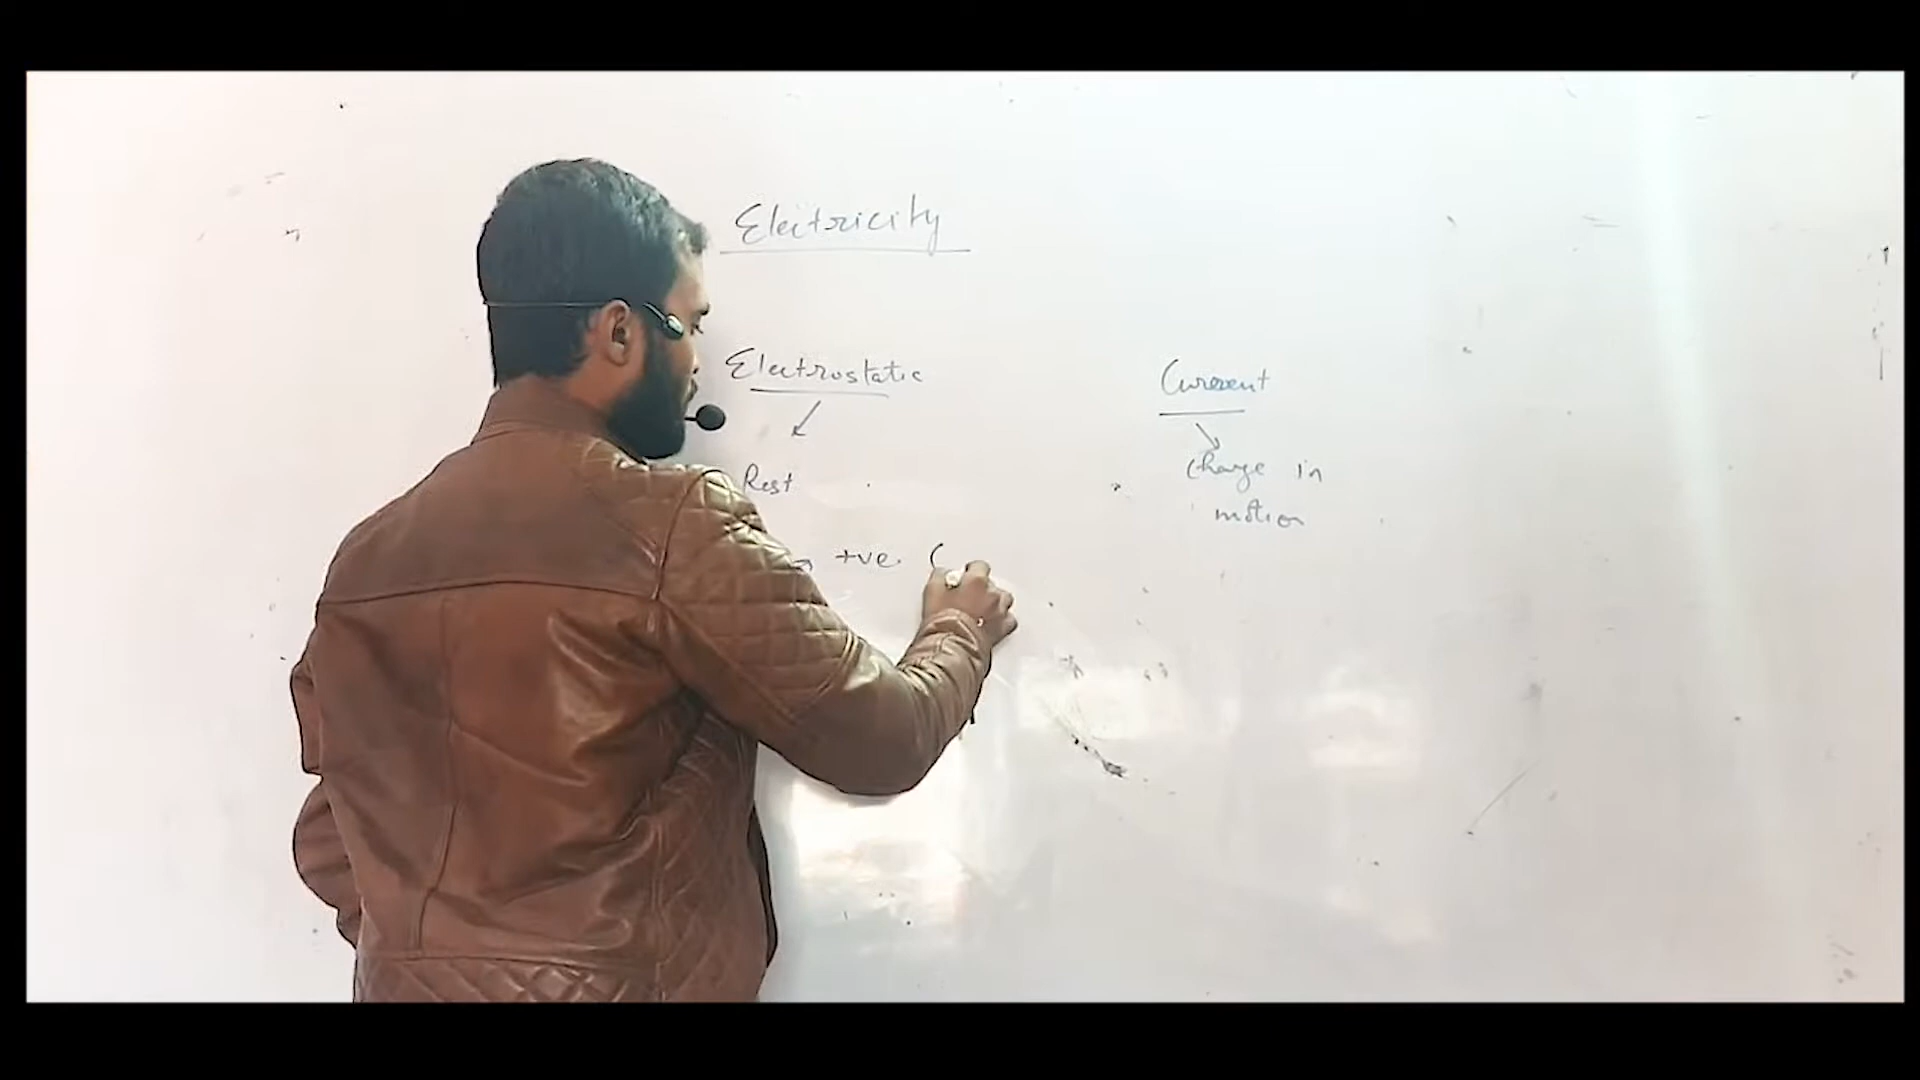 Electricity
Electrostatic
Current
Rest
Charge in
motion
→ +ve (